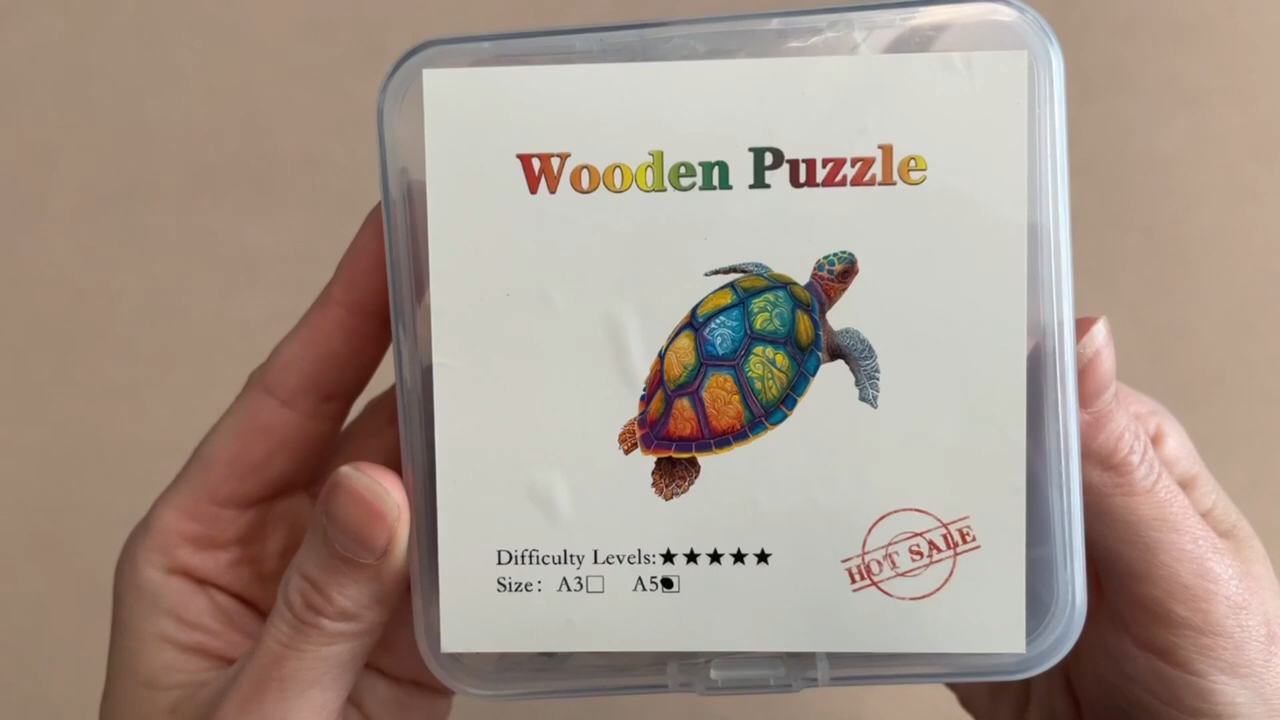 Wooden Puzzle
Difficulty Levels:★★★★★
Size: A3☐ A5☑
HOT SALE